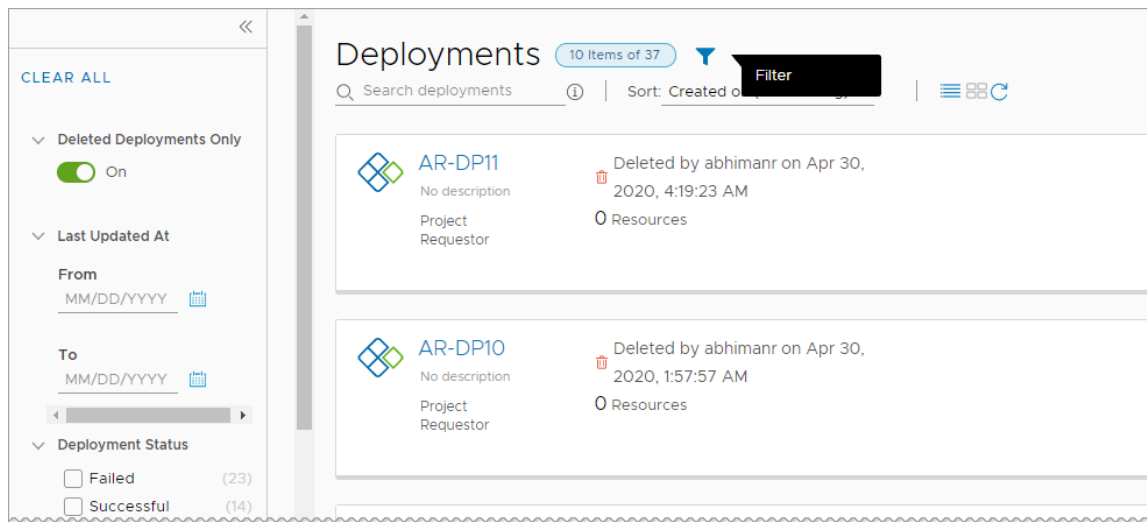 CLEAR ALL
Deleted Deployments Only
On
Last Updated At
From
MM/DD/YYYY
To
MM/DD/YYYY
Deployment Status
Failed (23)
Successful (14)
Deployments 10 Items of 37
Filter
Search deployments Sort: Created
AR-DP11
No description
Project
Requestor
Deleted by abhimanr on Apr 30,
2020, 4:19:23 AM
0 Resources
AR-DP10
No description
Project
Requestor
Deleted by abhimanr on Apr 30,
2020, 1:57:57 AM
0 Resources